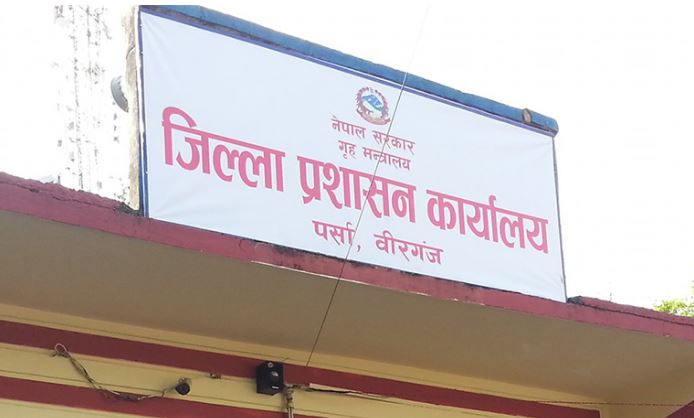 नेपाल सरकार
गृह मन्त्रालय
जिल्ला प्रशासन कार्यालय
पर्सा, वीरगंज